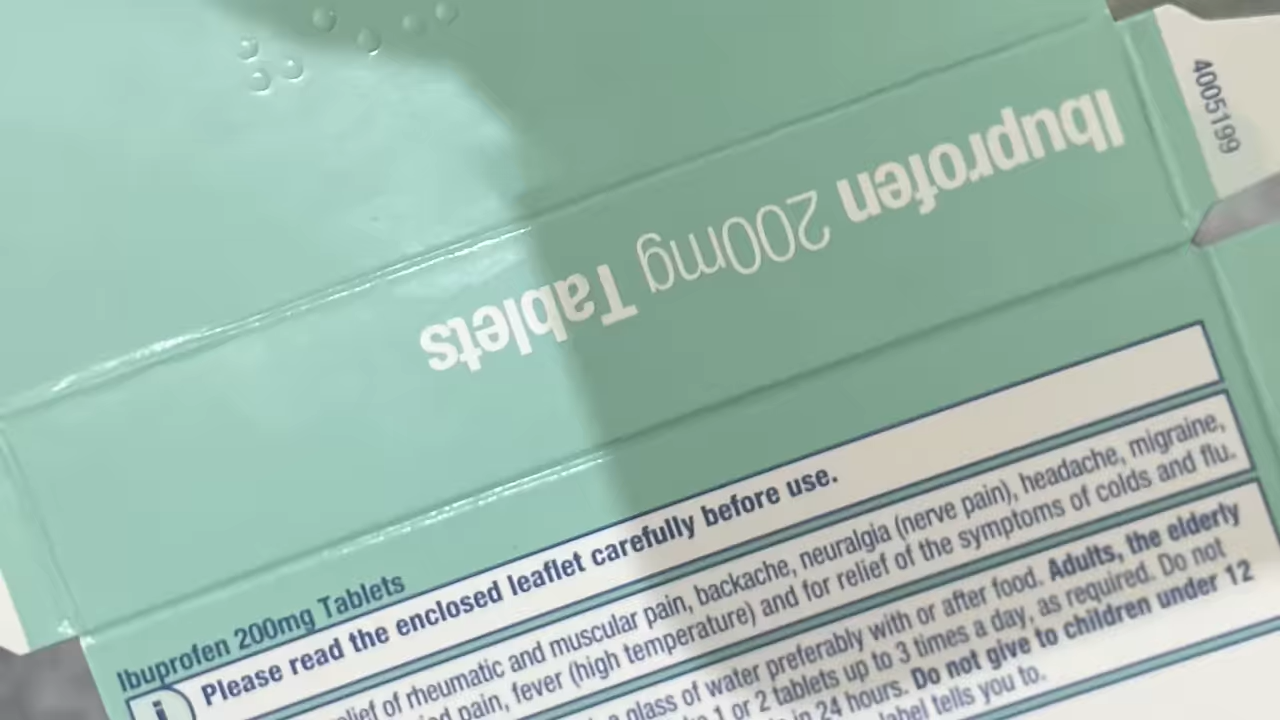 4005199
Ibuprofen 200mg Tablets
Ibuprofen 200mg Tablets
i Please read the enclosed leaflet carefully before use.
of rheumatic and muscular pain, backache, neuralgia (nerve pain), headache, migraine,
pain, fever (high temperature) and for relief of the symptoms of colds and flu.
glass of water preferably with or after food. Adults, the elderly
1 or 2 tablets up to 3 times a day, as required. Do not
in 24 hours. Do not give to children under 12
label tells you to.